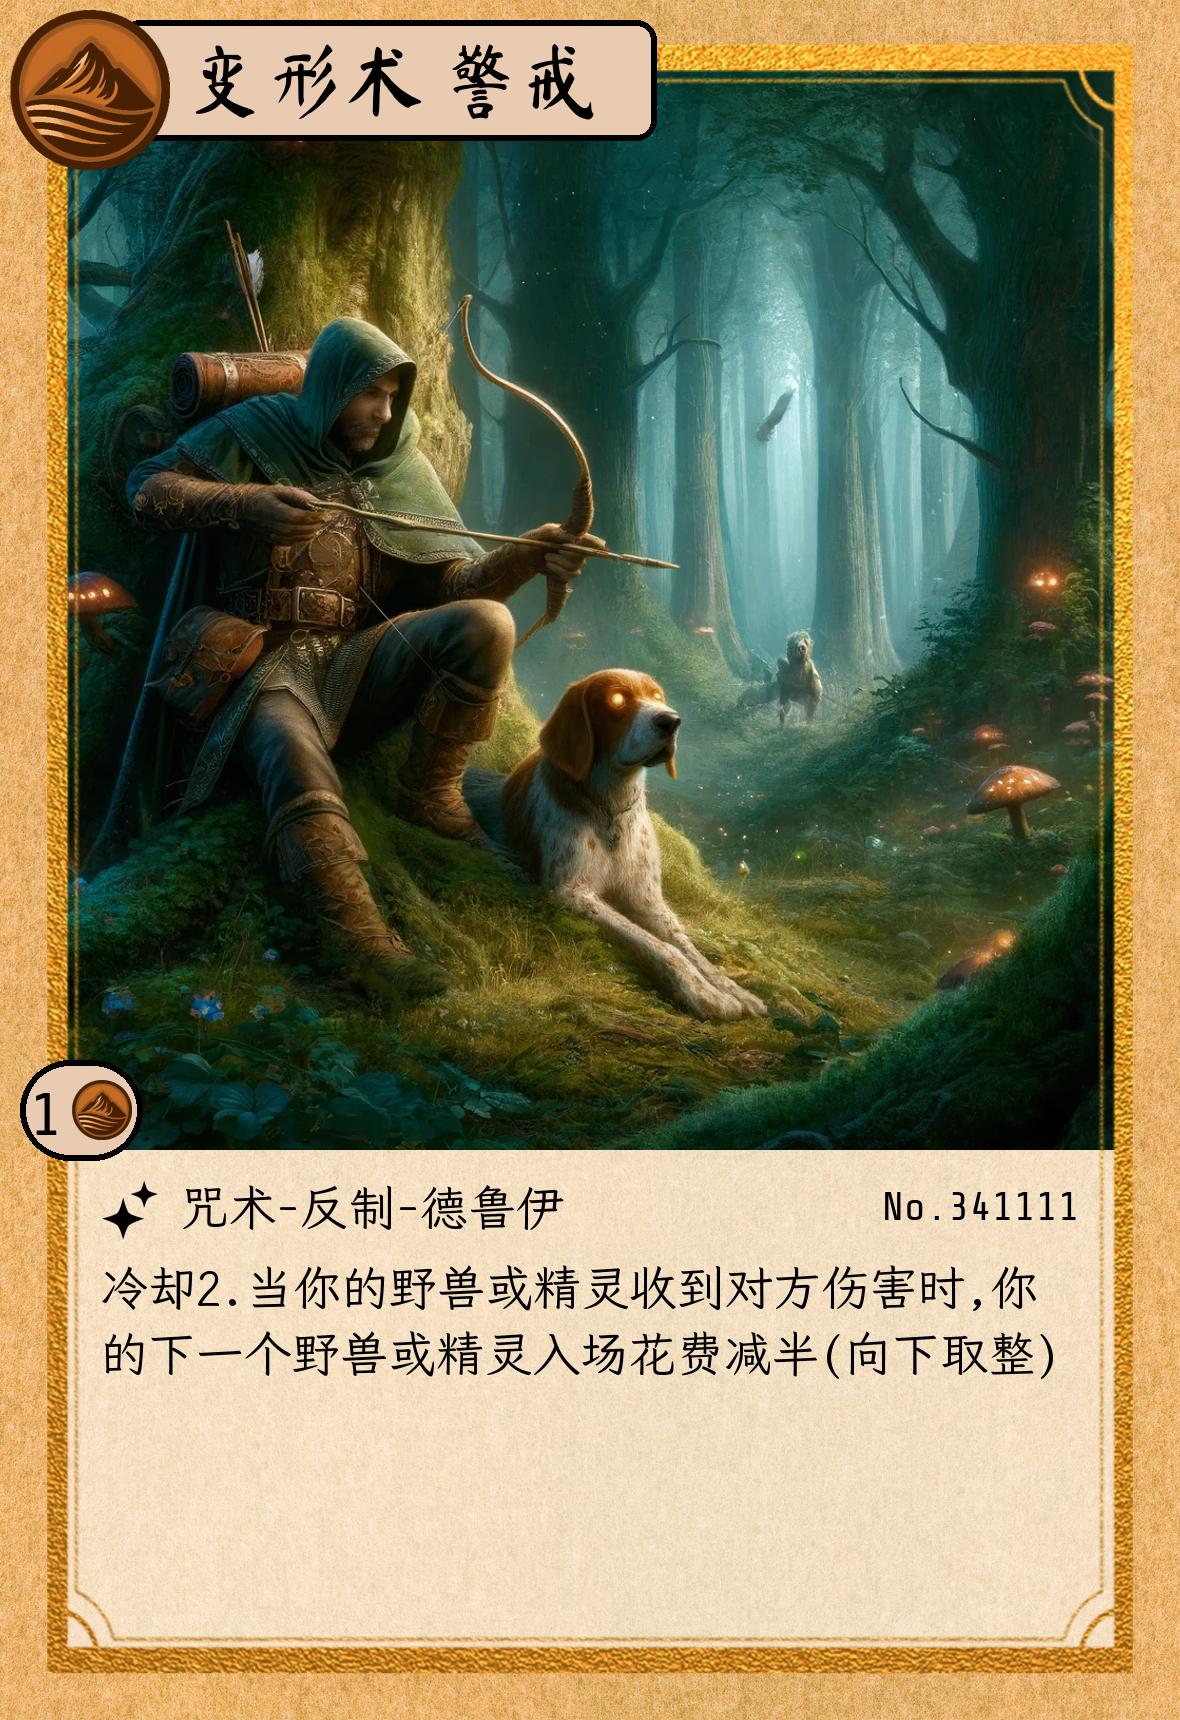 变形术 警戒
1
咒术-反制-德鲁伊
No.341111
冷却2.当你的野兽或精灵收到对方伤害时,你
的下一个野兽或精灵入场花费减半(向下取整)